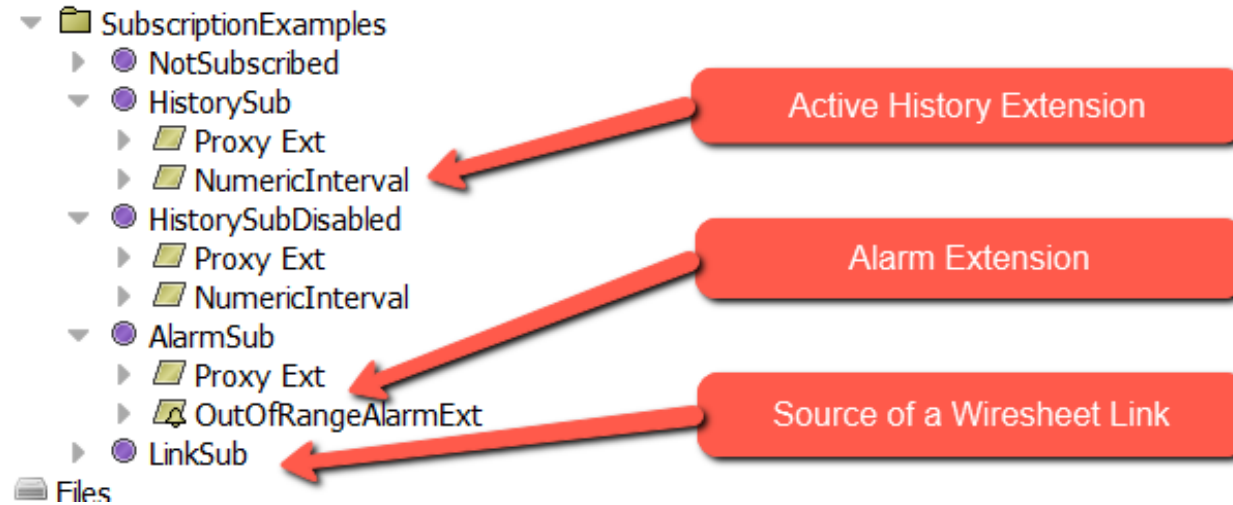 SubscriptionExamples
NotSubscribed
HistorySub
Active History Extension
Proxy Ext
NumericInterval
HistorySubDisabled
Proxy Ext
Alarm Extension
NumericInterval
AlarmSub
Proxy Ext
OutOfRangeAlarmExt
Source of a Wiresheet Link
LinkSub
Files